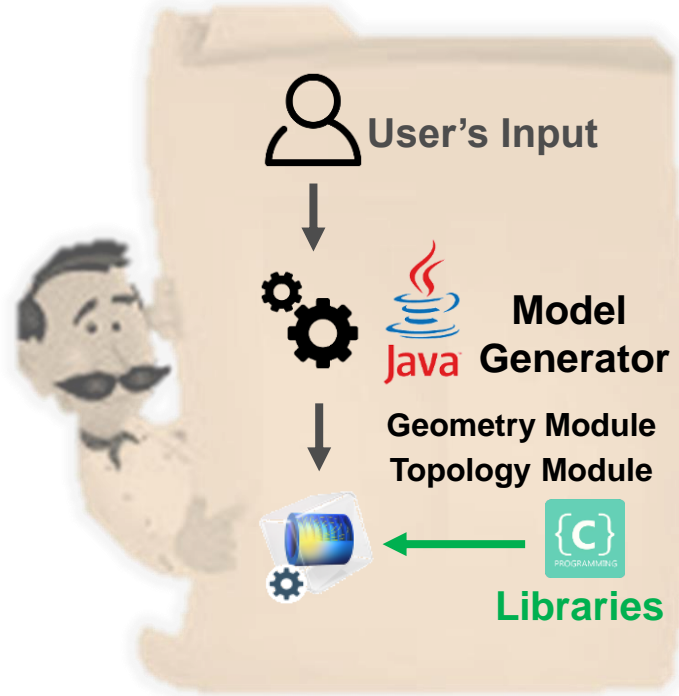 User's Input
Java
Model
Generator
Geometry Module
Topology Module
{C}
PROGRAMMING
Libraries